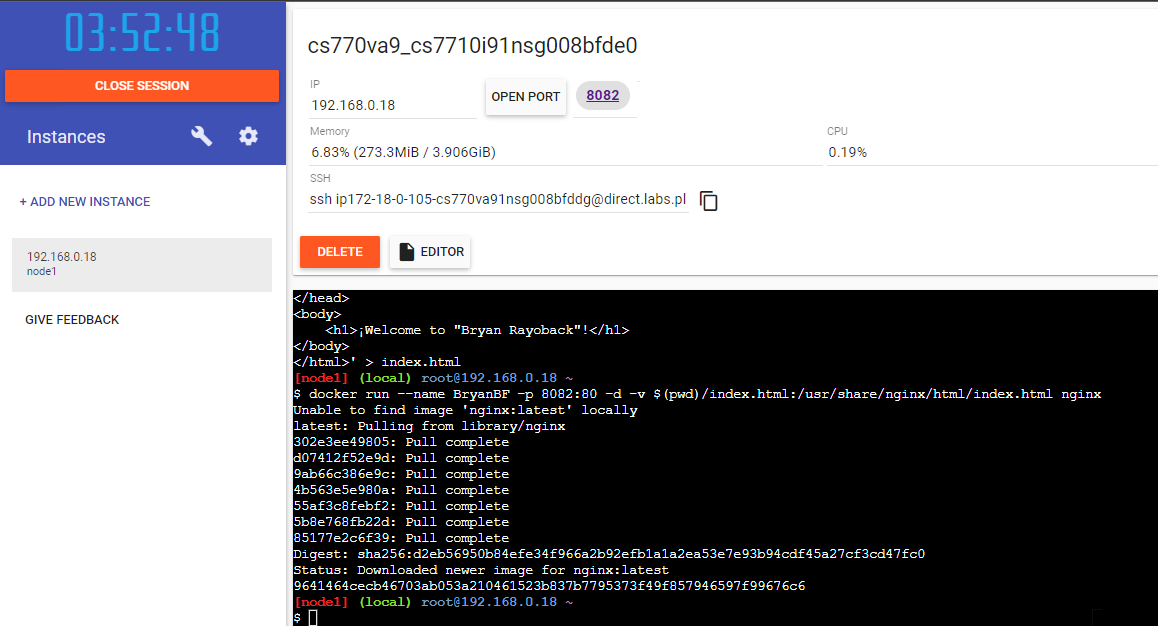 03:52:48
CLOSE SESSION
Instances
+ ADD NEW INSTANCE
192.168.0.18
node1
GIVE FEEDBACK
cs770va9_cs7710i91nsg008bfde0
IP
192.168.0.18
OPEN PORT
8082
Memory
6.83% (273.3MiB / 3.906GiB)
CPU
0.19%
SSH
ssh ip172-18-0-105-cs770va91nsg008bfddg@direct.labs.pl
DELETE
EDITOR
</head>
<body>
    <h1>¡Welcome to "Bryan Rayoback"!</h1>
</body>
</html>' > index.html
[node1] (local) root@192.168.0.18 ~
$ docker run --name BryanBF -p 8082:80 -d -v $(pwd)/index.html:/usr/share/nginx/html/index.html nginx
Unable to find image 'nginx:latest' locally
latest: Pulling from library/nginx
302e3ee49805: Pull complete
d07412f52e9d: Pull complete
9ab66c386e9c: Pull complete
4b563e5e980a: Pull complete
55af3c8febf2: Pull complete
5b8e768fb22d: Pull complete
85177e2c6f39: Pull complete
Digest: sha256:d2eb56950b84efe34f966a2b92efb1a1a2ea53e7e93b94cdf45a27cf3cd47fc0
Status: Downloaded newer image for nginx:latest
9641464cecb46703ab053a210461523b837b7795373f49f857946597f99676c6
[node1] (local) root@192.168.0.18 ~
$